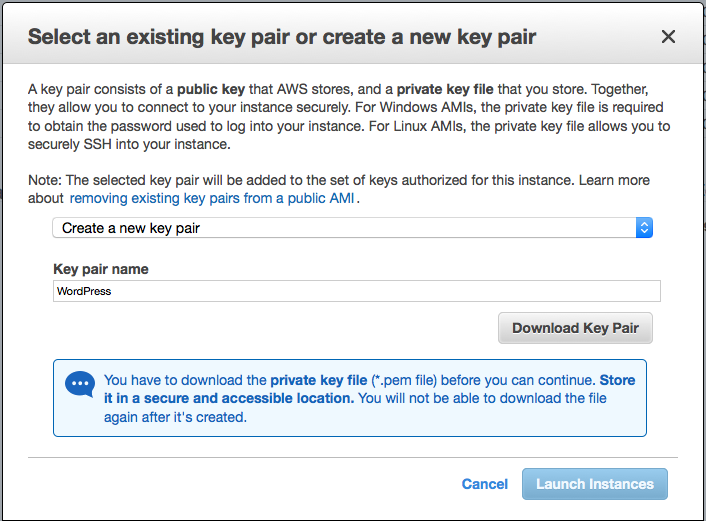 Select an existing key pair or create a new key pair
A key pair consists of a public key that AWS stores, and a private key file that you store. Together,
they allow you to connect to your instance securely. For Windows AMIs, the private key file is required
to obtain the password used to log into your instance. For Linux AMIs, the private key file allows you to
securely SSH into your instance.
Note: The selected key pair will be added to the set of keys authorized for this instance. Learn more
about removing existing key pairs from a public AMI.
Create a new key pair
Key pair name
WordPress
Download Key Pair
You have to download the private key file (*.pem file) before you can continue. Store
it in a secure and accessible location. You will not be able to download the file
again after it's created.
Cancel Launch Instances